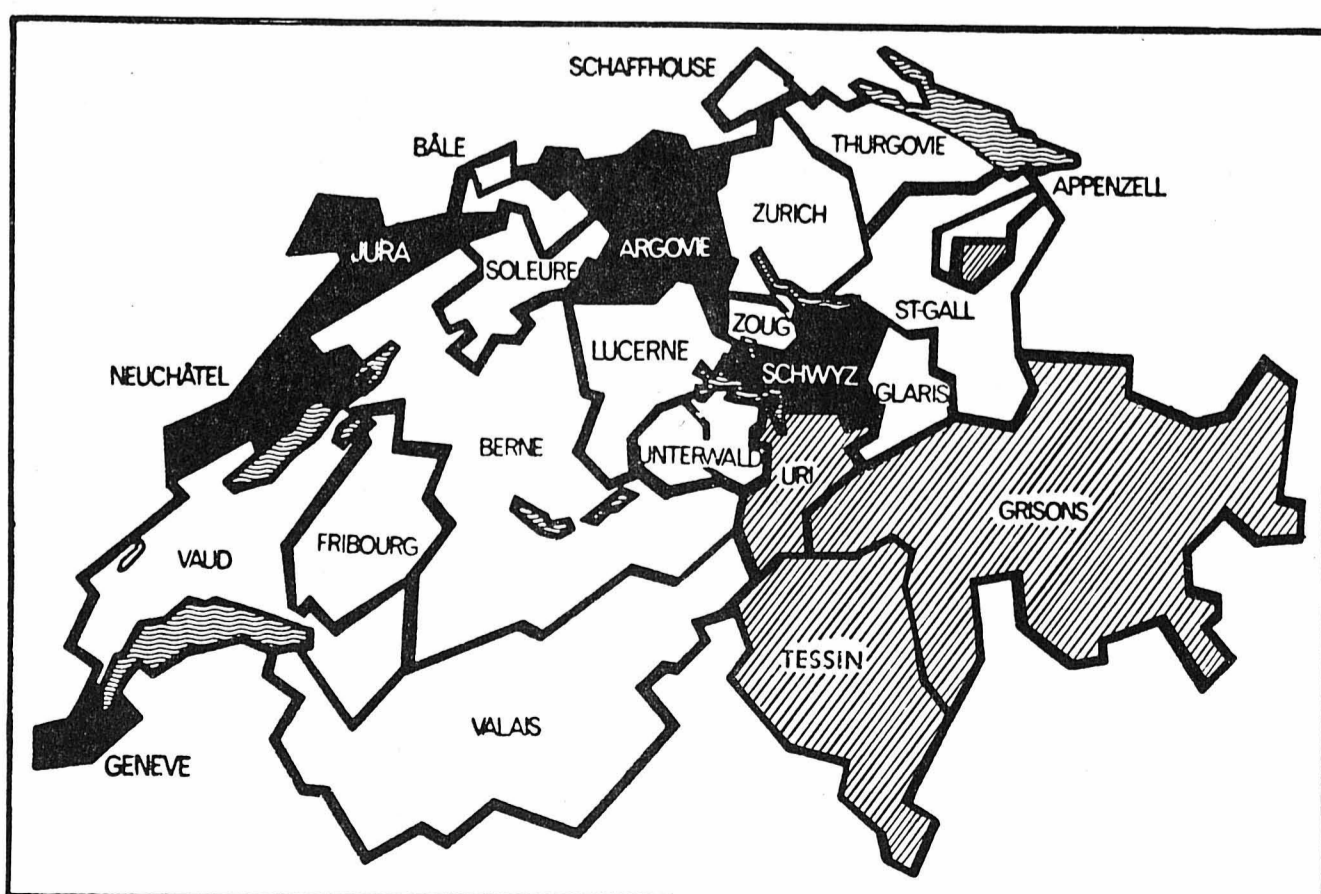 SCHAFFHOUSE
BÂLE
THURGOVIE
APPENZELL
ZURICH
JURA
SOLEURE
ARGOVIE
ST-GALL
ZOUG
LUCERNE
NEUCHÂTEL
SCHWYZ
GLARIS
BERNE
UNTERWALD
URI
GRISONS
FRIBOURG
VAUD
TESSIN
VALAIS
GENEVE